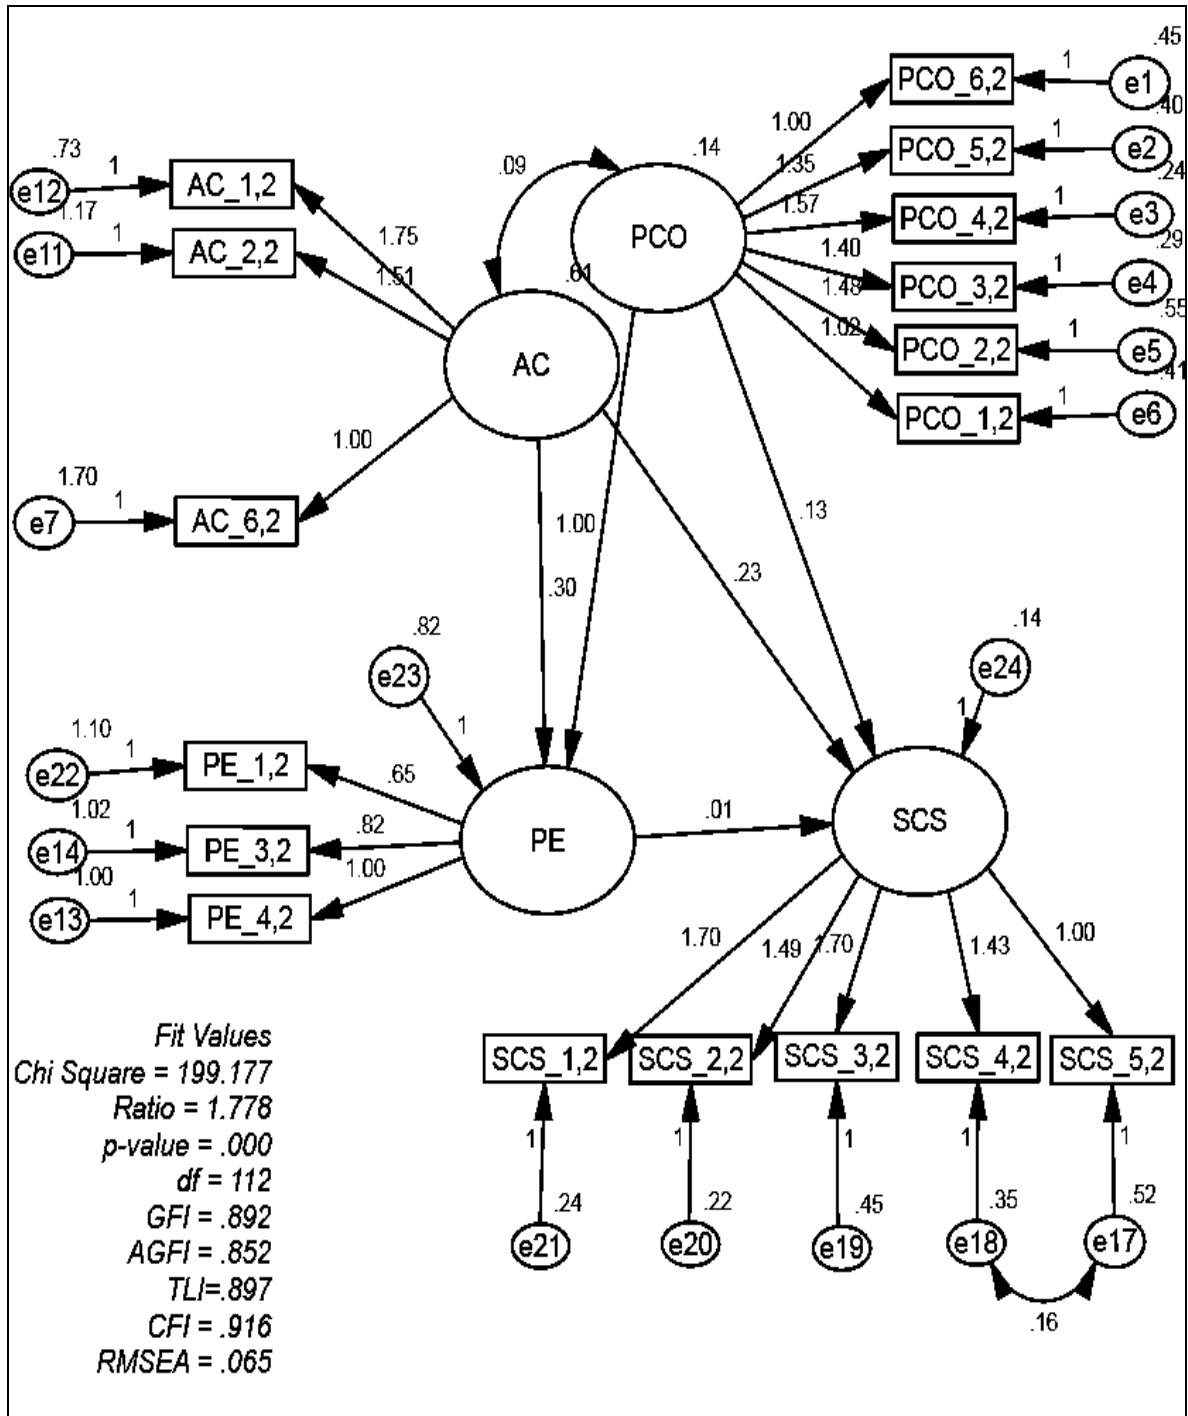 .45
PCO_6,2
1
e1
1.00
.40
.73
.14
PCO_5,2
1
e2
1.35
e12
1
AC_1,2
.09
.24
1.17
1.57
PCO_4,2
1
e3
e11
1
AC_2,2
1.75
PCO
.29
1.40
1.51
.61
PCO_3,2
1
e4
1.48
.55
1.02
PCO_2,2
1
e5
AC
.41
PCO_1,2
1
e6
1.00
1.70
e7
1
AC_6,2
1.00
.13
.30
.23
.82
.14
e23
e24
1
1
1.10
e22
1
PE_1,2
.65
1.02
.82
.01
SCS
e14
1
PE_3,2
PE
1.00
1.00
e13
1
PE_4,2
1.70
1.49
1.70
1.43
1.00
SCS_1,2
SCS_2,2
SCS_3,2
SCS_4,2
SCS_5,2
1
1
1
1
1
.24
.22
.45
.35
.52
e21
e20
e19
e18
e17
.16
Fit Values
Chi Square = 199.177
Ratio = 1.778
p-value = .000
df = 112
GFI = .892
AGFI = .852
TLI=.897
CFI = .916
RMSEA = .065